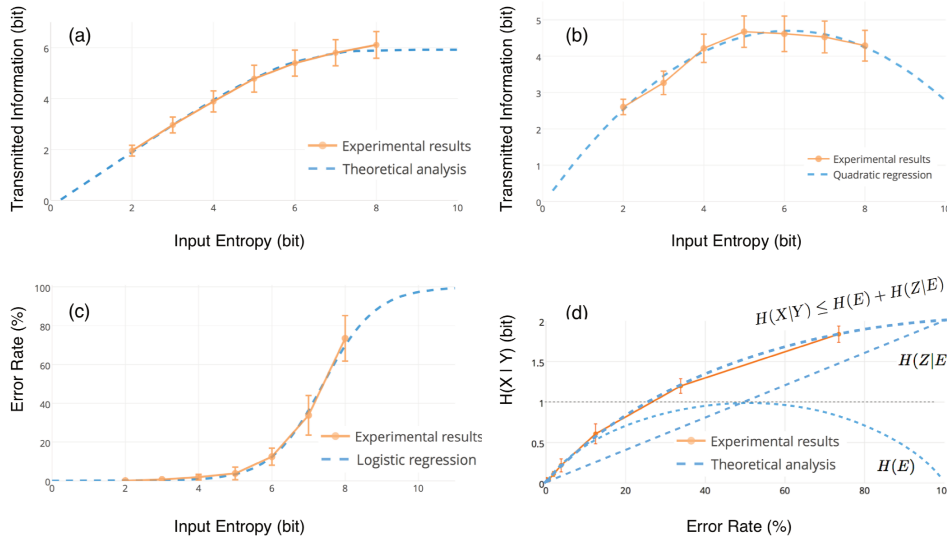 (a)
Transmitted Information (bit)
6
4
2
0
0
2
4
6
8
10
Experimental results
Theoretical analysis
Input Entropy (bit)
(b)
Transmitted Information (bit)
5
4
3
2
1
0
0
2
4
6
8
10
Experimental results
Quadratic regression
Input Entropy (bit)
(c)
Error Rate (%)
100
80
60
40
20
0
0
2
4
6
8
10
Experimental results
Logistic regression
Input Entropy (bit)
(d)
H(X|Y) ≤ H(E) + H(Z|E)
H(X | Y) (bit)
2
1.5
1
0.5
0
0
20
40
60
80
100
H(Z|E
H(E)
Experimental results
Theoretical analysis
Error Rate (%)